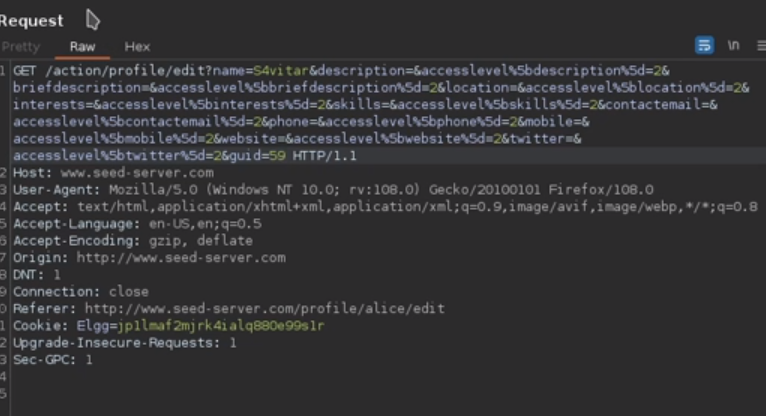 Request
Pretty Raw Hex \n
1 GET /action/profile/edit?name=S4vitar&description=&accesslevel%5bdescription%5d=2&
briefdescription=&accesslevel%5bbriefdescription%5d=2&location=&accesslevel%5blocation%5d=2&
interests=&accesslevel%5binterests%5d=2&skills=&accesslevel%5bskills%5d=2&contactemail=&
accesslevel%5bcontactemail%5d=2&phone=&accesslevel%5bphone%5d=2&mobile=&
accesslevel%5bmobile%5d=2&website=&accesslevel%5bwebsite%5d=2&twitter=&
accesslevel%5btwitter%5d=2&guid=59 HTTP/1.1
2 Host: www.seed-server.com
3 User-Agent: Mozilla/5.0 (Windows NT 10.0; rv:108.0) Gecko/20100101 Firefox/108.0
4 Accept: text/html,application/xhtml+xml,application/xml;q=0.9,image/avif,image/webp,*/*;q=0.8
5 Accept-Language: en-US,en;q=0.5
6 Accept-Encoding: gzip, deflate
7 Origin: http://www.seed-server.com
8 DNT: 1
9 Connection: close
0 Referer: http://www.seed-server.com/profile/alice/edit
1 Cookie: Elgg=jp1lmaf2mjrk4ialq880e99s1r
2 Upgrade-Insecure-Requests: 1
3 Sec-GPC: 1
4
5